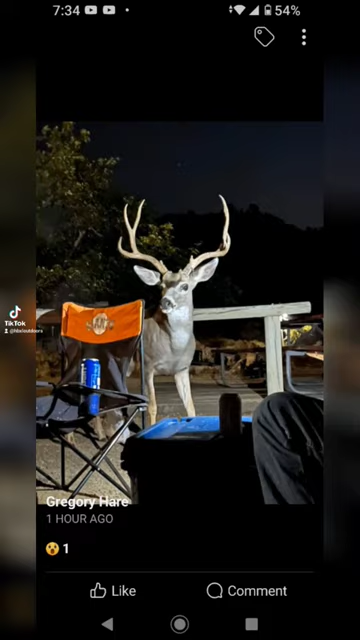 7:34
54%
TikTok
Gregory Hare
1 HOUR AGO
1
Like
Comment